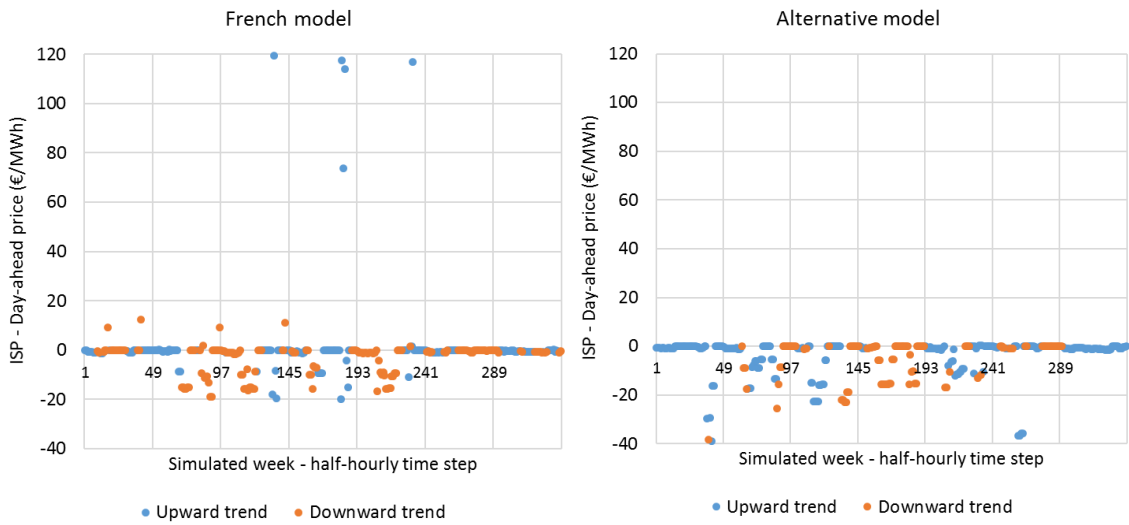 French model
ISP - Day-ahead price (€/MWh)
120
100
80
60
40
20
0
-20
-40
1 49 97 145 193 241 289
Simulated week - half-hourly time step
Upward trend Downward trend
Alternative model
ISP - Day-ahead price (€/MWh)
120
100
80
60
40
20
0
-20
-40
1 49 97 145 193 241 289
Simulated week - half-hourly time step
Upward trend Downward trend